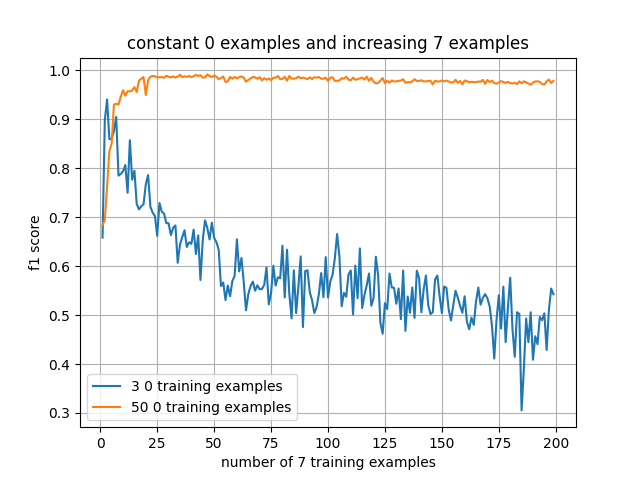 constant 0 examples and increasing 7 examples
f1 score
1.0
0.9
0.8
0.7
0.6
0.5
0.4
0.3
3 0 training examples
50 0 training examples
0 25 50 75 100 125 150 175 200
number of 7 training examples